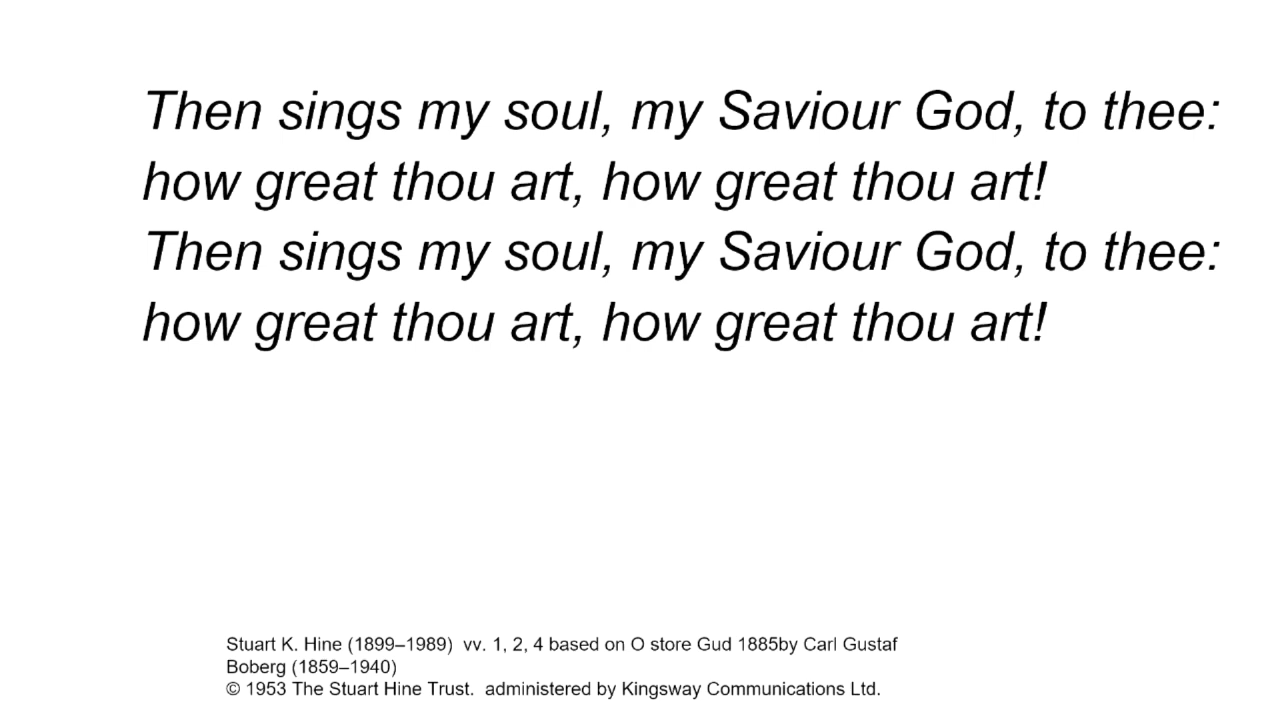 Then sings my soul, my Saviour God, to thee:
how great thou art, how great thou art!
Then sings my soul, my Saviour God, to thee:
how great thou art, how great thou art!
Stuart K. Hine (1899–1989)  vv. 1, 2, 4 based on O store Gud 1885by Carl Gustaf
Boberg (1859–1940)
© 1953 The Stuart Hine Trust.  administered by Kingsway Communications Ltd.